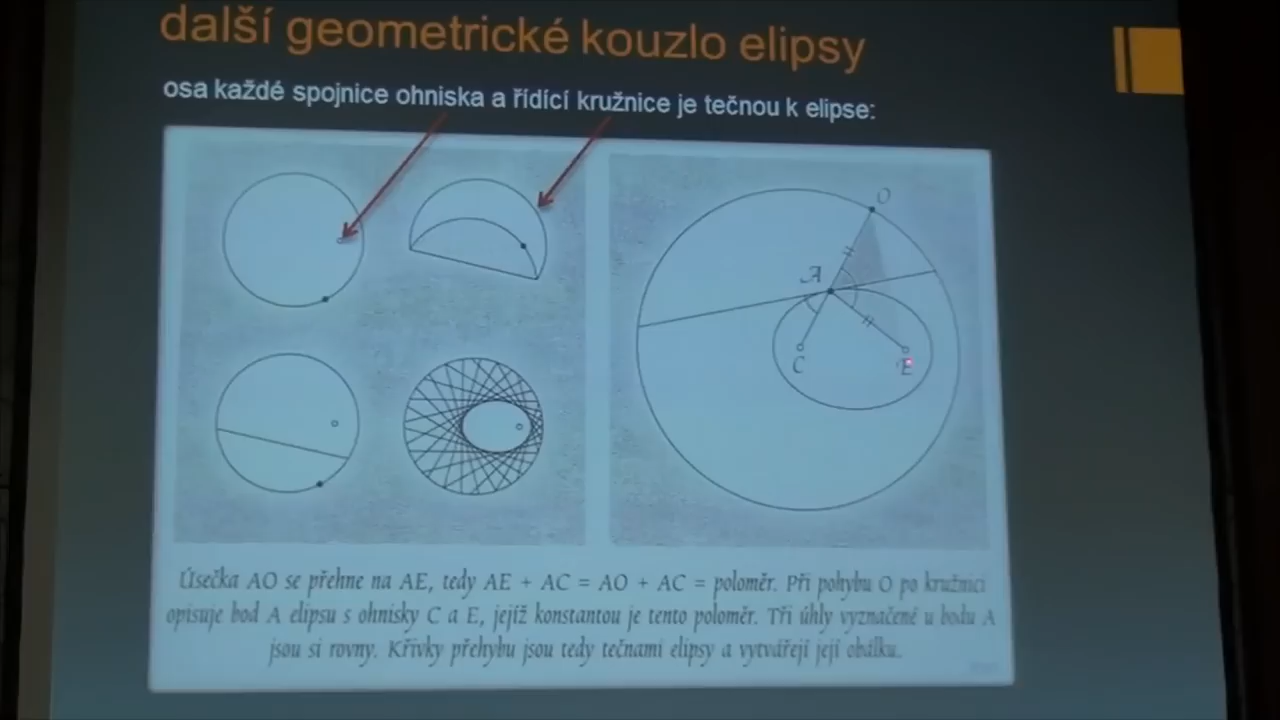 další geometrické kouzlo elipsy
osa každé spojnice ohniska a řídící kružnice je tečnou k elipse:
O
A
C
E
Úsečka AO se přehne na AE, tedy AE + AC = AO + AC = poloměr. Při pohybu O po kružnici
opisuje bod A elipsu s ohnisky C a E, jejíž konstantou je tento poloměr. Tři úhly vyznačené u bodu A
jsou si rovny. Křivky přehybu jsou tedy tečnami elipsy a vytvářejí její obálku.